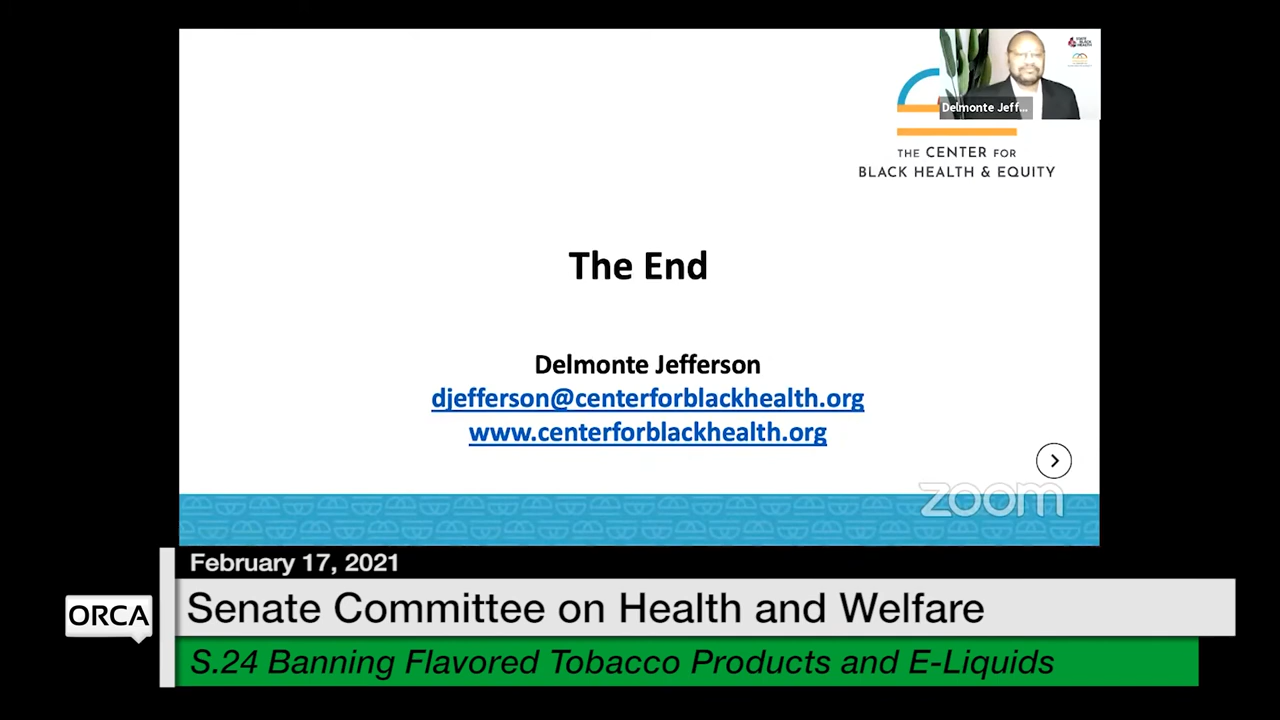 Delmonte Jeff...
THE CENTER FOR
BLACK HEALTH & EQUITY
The End
Delmonte Jefferson
djefferson@centerforblackhealth.org
www.centerforblackhealth.org
zoom
February 17, 2021
ORCA
Senate Committee on Health and Welfare
S.24 Banning Flavored Tobacco Products and E-Liquids